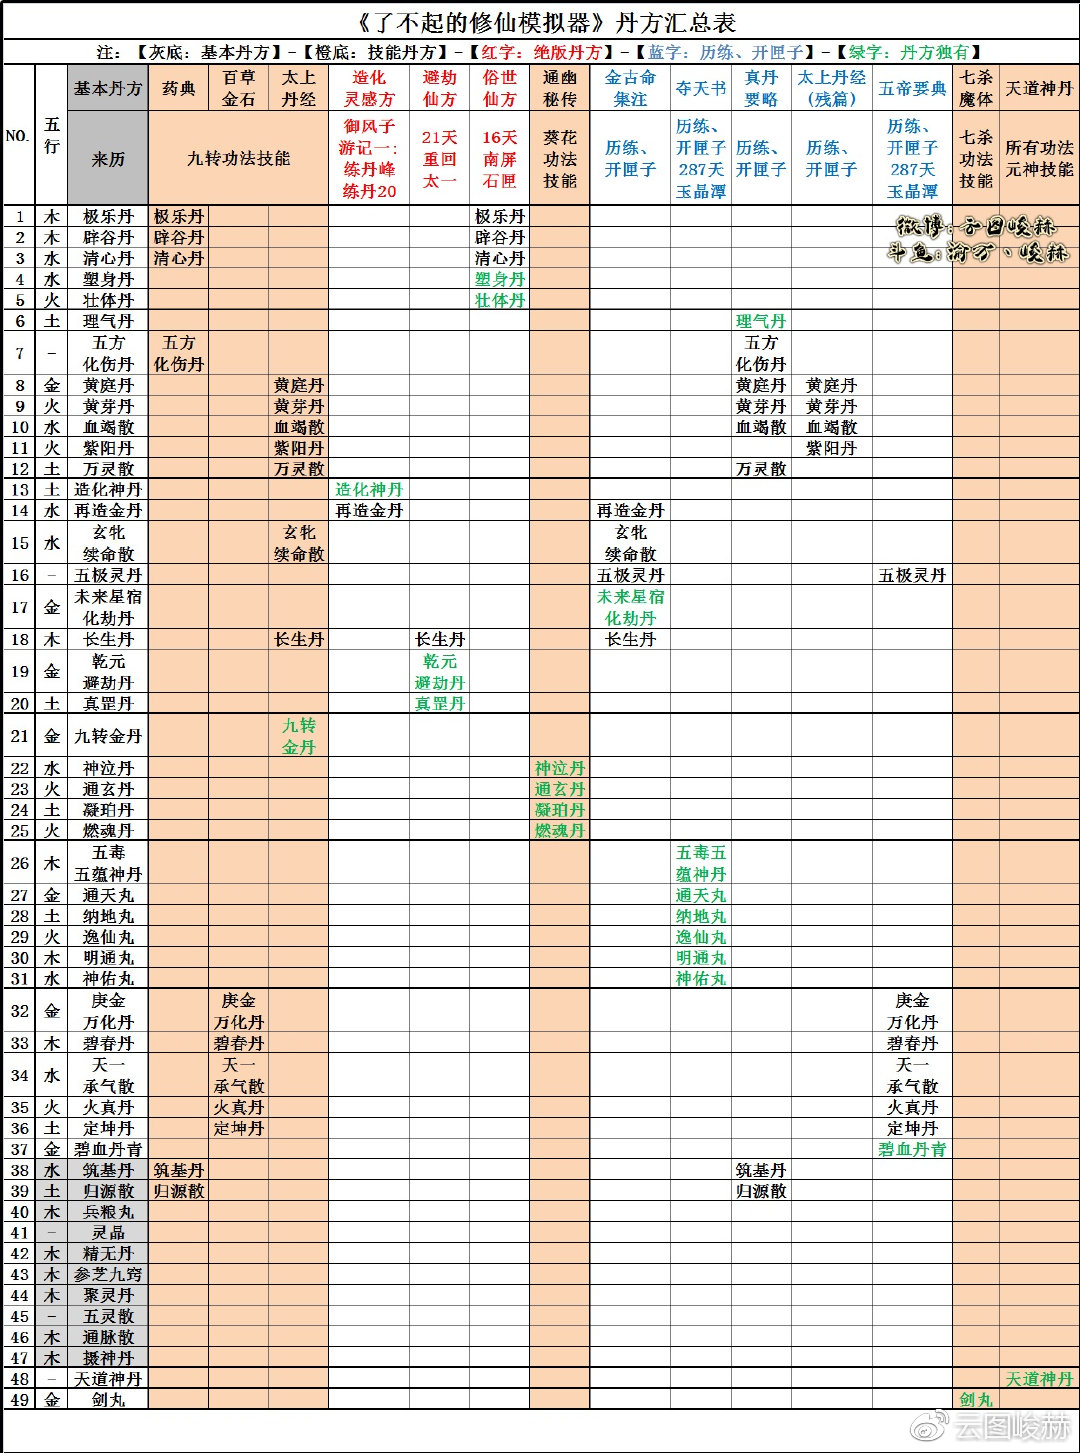 《了不起的修仙模拟器》丹方汇总表
注：【灰底：基本丹方】-【橙底：技能丹方】-【红字：绝版丹方】-【蓝字：历练、开匣子】-【绿字：丹方独有】
NO. 五行 基本丹方 药典 百草金石 太上丹经 造化灵感方 避劫仙方 俗世仙方 通幽秘传 金古命集注 夺天书 真丹要略 太上丹经(残篇) 五帝要典 七杀魔体 天道神丹
来历 九转功法技能 御风子游记一:练丹峰练丹20 21天重回太一 16天南屏石匣 葵花功法技能 历练、开匣子 历练、开匣子287天玉晶潭 历练、开匣子 历练、开匣子 历练、开匣子287天玉晶潭 七杀功法技能 所有功法元神技能
1 木 极乐丹 极乐丹 极乐丹
微博:云图峻赫
2 木 辟谷丹 辟谷丹 辟谷丹
斗鱼:渝万丶峻赫
3 水 清心丹 清心丹 清心丹
4 水 塑身丹 塑身丹
5 火 壮体丹 壮体丹
6 土 理气丹 理气丹
7 - 五方化伤丹 五方化伤丹 五方化伤丹
8 金 黄庭丹 黄庭丹 黄庭丹 黄庭丹
9 火 黄芽丹 黄芽丹 黄芽丹 黄芽丹
10 水 血竭散 血竭散 血竭散 血竭散
11 火 紫阳丹 紫阳丹 紫阳丹
12 土 万灵散 万灵散 万灵散
13 土 造化神丹 造化神丹
14 水 再造金丹 再造金丹 再造金丹
15 水 玄牝续命散 玄牝续命散 玄牝续命散
16 - 五极灵丹 五极灵丹 五极灵丹
17 金 未来星宿化劫丹 未来星宿化劫丹
18 木 长生丹 长生丹 长生丹 长生丹
19 金 乾元避劫丹 乾元避劫丹
20 土 真罡丹 真罡丹
21 金 九转金丹 九转金丹
22 水 神泣丹 神泣丹
23 火 通玄丹 通玄丹
24 土 凝珀丹 凝珀丹
25 火 燃魂丹 燃魂丹
26 木 五毒五蕴神丹 五毒五蕴神丹
27 金 通天丸 通天丸
28 土 纳地丸 纳地丸
29 火 逸仙丸 逸仙丸
30 木 明通丸 明通丸
31 水 神佑丸 神佑丸
32 金 庚金万化丹 庚金万化丹 庚金万化丹
33 木 碧春丹 碧春丹 碧春丹
34 水 天一承气散 天一承气散 天一承气散
35 火 火真丹 火真丹 火真丹
36 土 定坤丹 定坤丹 定坤丹
37 金 碧血丹青 碧血丹青
38 水 筑基丹 筑基丹 筑基丹
39 土 归源散 归源散 归源散
40 木 兵粮丸
41 - 灵晶
42 木 精无丹
43 木 参芝九窍
44 木 聚灵丹
45 - 五灵散
46 木 通脉散
47 木 摄神丹
48 - 天道神丹 天道神丹
49 金 剑丸 剑丸
云图峻赫